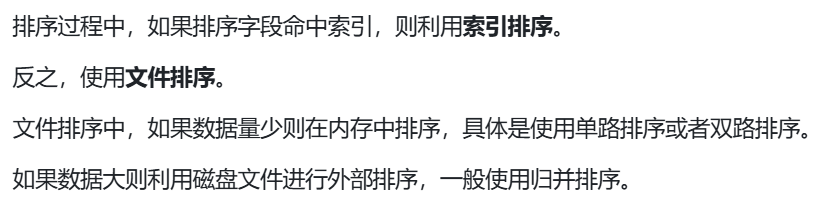 排序过程中，如果排序字段命中索引，则利用索引排序。
反之，使用文件排序。
文件排序中，如果数据量少则在内存中排序，具体是使用单路排序或者双路排序。
如果数据大则利用磁盘文件进行外部排序，一般使用归并排序。